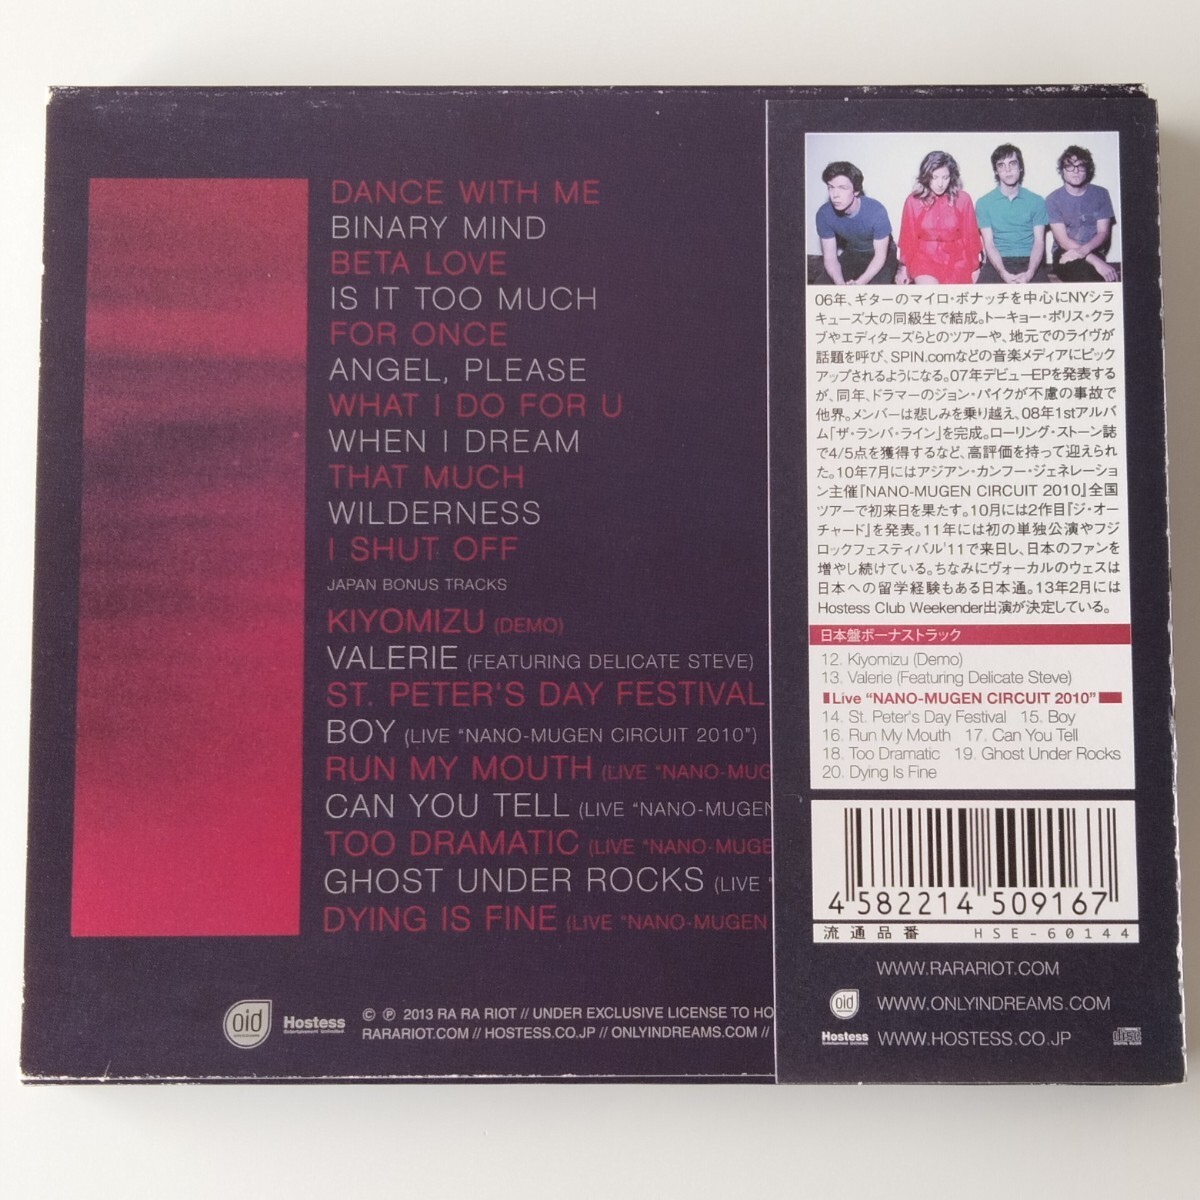 DANCE WITH ME
BINARY MIND
BETA LOVE
IS IT TOO MUCH
FOR ONCE
ANGEL, PLEASE
WHAT I DO FOR U
WHEN I DREAM
THAT MUCH
WILDERNESS
I SHUT OFF
JAPAN BONUS TRACKS
KIYOMIZU (DEMO)
VALERIE (FEATURING DELICATE STEVE)
ST. PETER'S DAY FESTIVAL
BOY (LIVE "NANO-MUGEN CIRCUIT 2010")
RUN MY MOUTH (LIVE "NANO-MUG
CAN YOU TELL (LIVE "NANO-MUGEN
TOO DRAMATIC (LIVE "NANO-MUGE
GHOST UNDER ROCKS (LIVE "
DYING IS FINE (LIVE "NANO-MUGEN
oid
Hostess
Entertainment Unlimited
© ℗ 2013 RA RA RIOT // UNDER EXCLUSIVE LICENSE TO HO
RARARIOT.COM // HOSTESS.CO.JP // ONLYINDREAMS.COM //
06年、ギターのマイロ・ボナッチを中心にNYシラ
キューズ大の同級生で結成。トーキョー・ポリス・クラ
ブやエディターズらとのツアーや、地元でのライヴが
話題を呼び、SPIN.comなどの音楽メディアにピック
アップされるようになる。07年デビューEPを発表する
が、同年、ドラマーのジョン・パイクが不慮の事故で
他界。メンバーは悲しみを乗り越え、08年1stアルバ
ム「ザ・ランバ・ライン」を完成。ローリング・ストーン誌
で4/5点を獲得するなど、高評価を持って迎えられ
た。10年7月にはアジアン・カンフー・ジェネレーショ
ン主催『NANO-MUGEN CIRCUIT 2010』全国
ツアーで初来日を果たす。10月には2作目『ジ・オー
チャード』を発表。11年には初の単独公演やフジ
ロックフェスティバル'11で来日し、日本のファンを
増やし続けている。ちなみにヴォーカルのウェスは
日本への留学経験もある日本通。13年2月には
Hostess Club Weekender出演が決定している。
日本盤ボーナストラック
12. Kiyomizu (Demo)
13. Valerie (Featuring Delicate Steve)
Live "NANO-MUGEN CIRCUIT 2010"
14. St. Peter's Day Festival 15. Boy
16. Run My Mouth 17. Can You Tell
18. Too Dramatic 19. Ghost Under Rocks
20. Dying Is Fine
4 582214 509167
流通品番 HSE-60144
WWW.RARARIOT.COM
oid WWW.ONLYINDREAMS.COM
Hostess WWW.HOSTESS.CO.JP